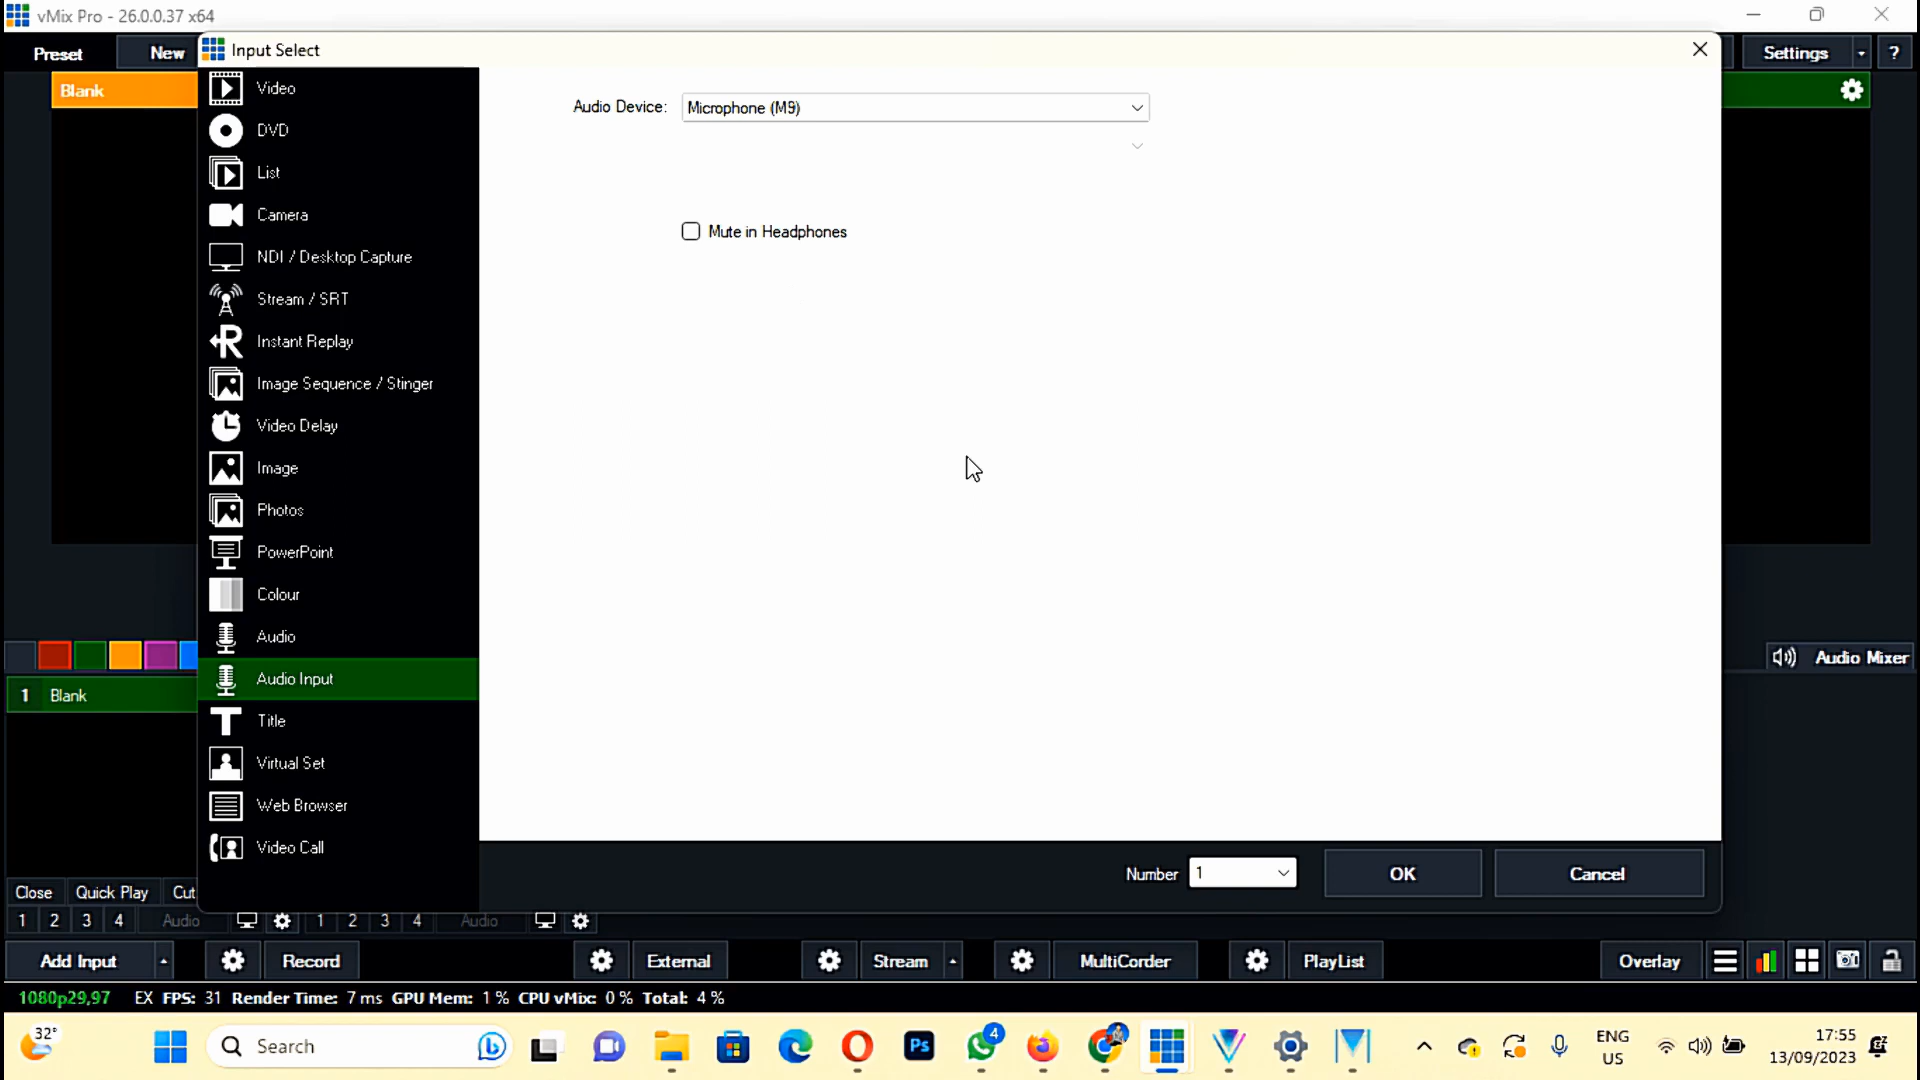 vMix Pro - 26.0.0.37 x64
Preset
New
Settings
?
Input Select
Blank
Video
DVD
List
Camera
NDI / Desktop Capture
Stream / SRT
Instant Replay
Image Sequence / Stinger
Video Delay
Image
Photos
PowerPoint
Colour
Audio
Audio Input
Title
Virtual Set
Web Browser
Video Call
Audio Device:
Microphone (M9)
Mute in Headphones
Number
1
OK
Cancel
Audio Mixer
1 Blank
Close Quick Play Cut
1 2 3 4 Audio 1 2 3 4 Audio
Add Input Record External Stream MultiCorder PlayList Overlay
1080p29,97 EX FPS: 31 Render Time: 7 ms GPU Mem: 1 % CPU vMix: 0 % Total: 4 %
32°
Search
Ps
4
ENG
US
17:55
13/09/2023